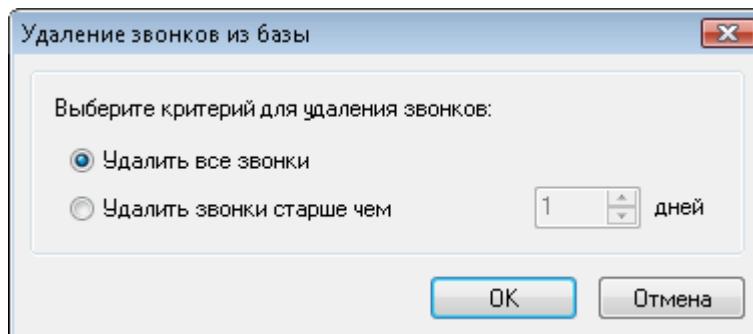 Удаление звонков из базы
Выберите критерий для удаления звонков:
Удалить все звонки
Удалить звонки старше чем 1 дней
OK Отмена